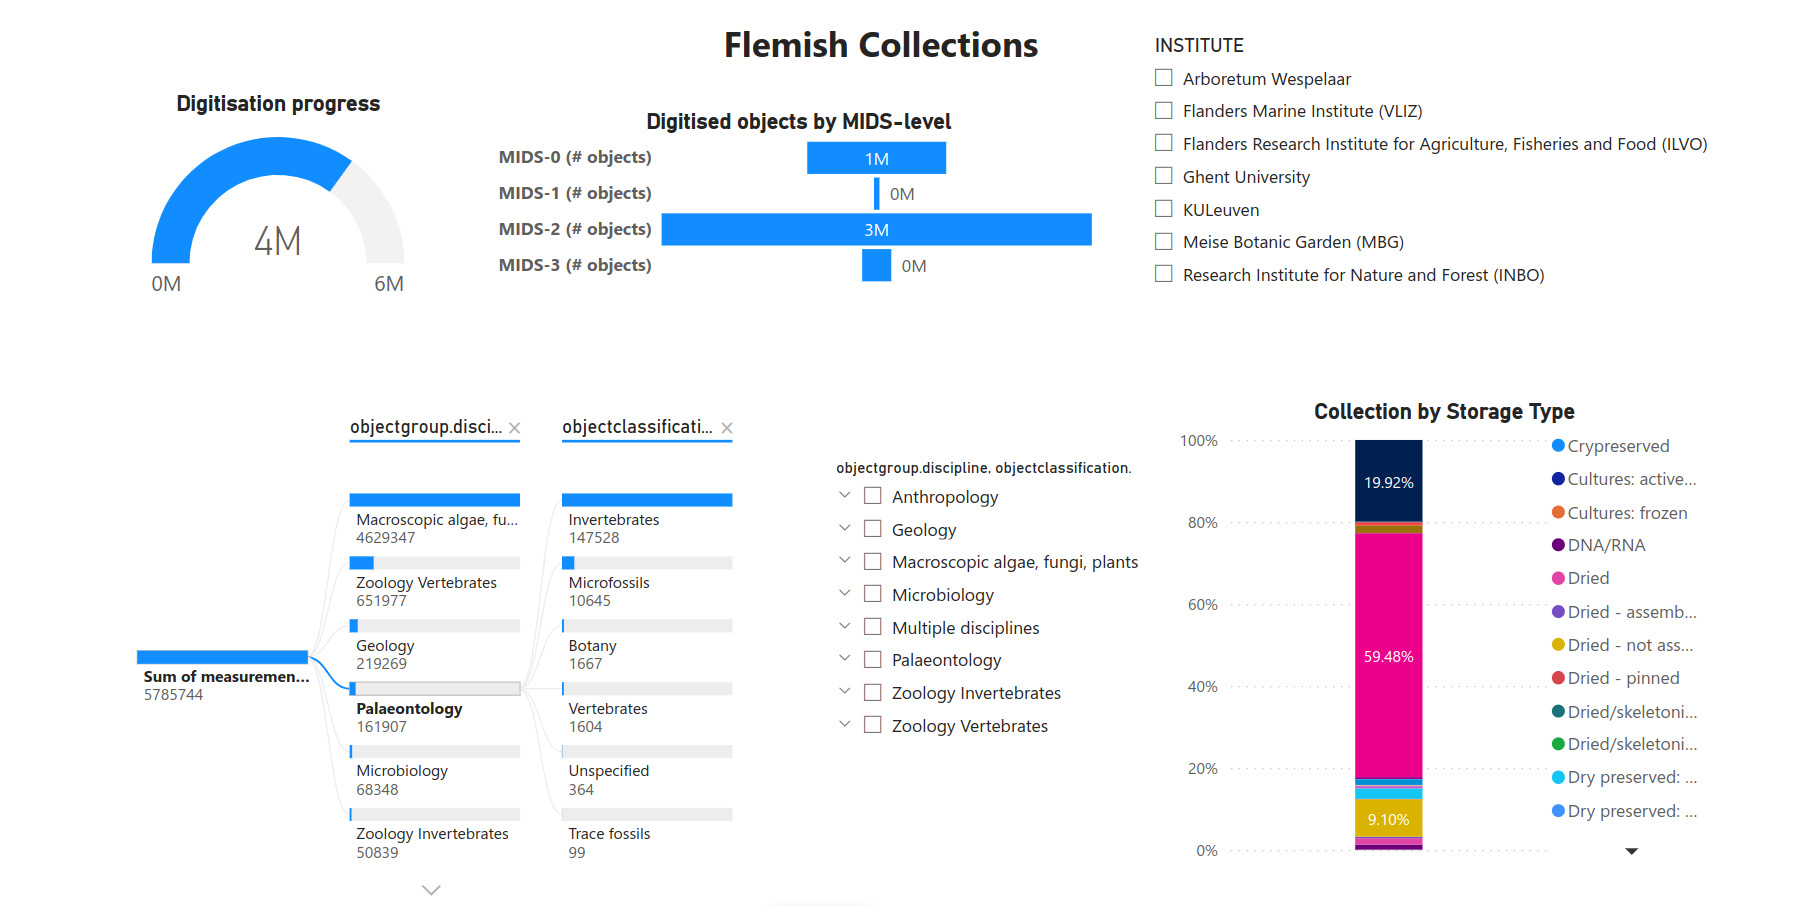 Flemish Collections
INSTITUTE
Arboretum Wespelaar
Flanders Marine Institute (VLIZ)
Flanders Research Institute for Agriculture, Fisheries and Food (ILVO)
Ghent University
KULeuven
Meise Botanic Garden (MBG)
Research Institute for Nature and Forest (INBO)
Digitisation progress
4M
0M
6M
Digitised objects by MIDS-level
MIDS-0 (# objects)
1M
MIDS-1 (# objects)
0M
MIDS-2 (# objects)
3M
MIDS-3 (# objects)
0M
objectgroup.disci...
objectclassificati...
Sum of measuremen...
5785744
Macroscopic algae, fu...
4629347
Zoology Vertebrates
651977
Geology
219269
Palaeontology
161907
Microbiology
68348
Zoology Invertebrates
50839
Invertebrates
147528
Microfossils
10645
Botany
1667
Vertebrates
1604
Unspecified
364
Trace fossils
99
objectgroup.discipline, objectclassification.
Anthropology
Geology
Macroscopic algae, fungi, plants
Microbiology
Multiple disciplines
Palaeontology
Zoology Invertebrates
Zoology Vertebrates
Collection by Storage Type
100%
80%
60%
40%
20%
0%
19.92%
59.48%
9.10%
Crypreserved
Cultures: active...
Cultures: frozen
DNA/RNA
Dried
Dried - assemb...
Dried - not ass...
Dried - pinned
Dried/skeletoni...
Dried/skeletoni...
Dry preserved: ...
Dry preserved: ...